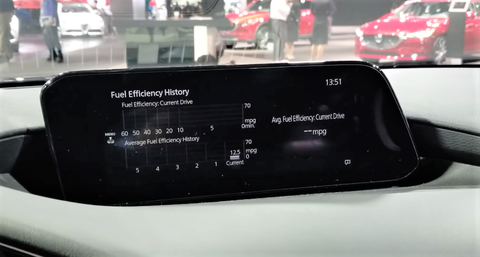 Fuel Efficiency History
13:51
Fuel Efficiency: Current Drive
70
mpg
60 50 40 30 20 10 5 0min.
Avg. Fuel Efficiency: Current Drive
--mpg
MENU
Average Fuel Efficiency History
70
mpg
12.5
0
5 4 3 2 1 Current